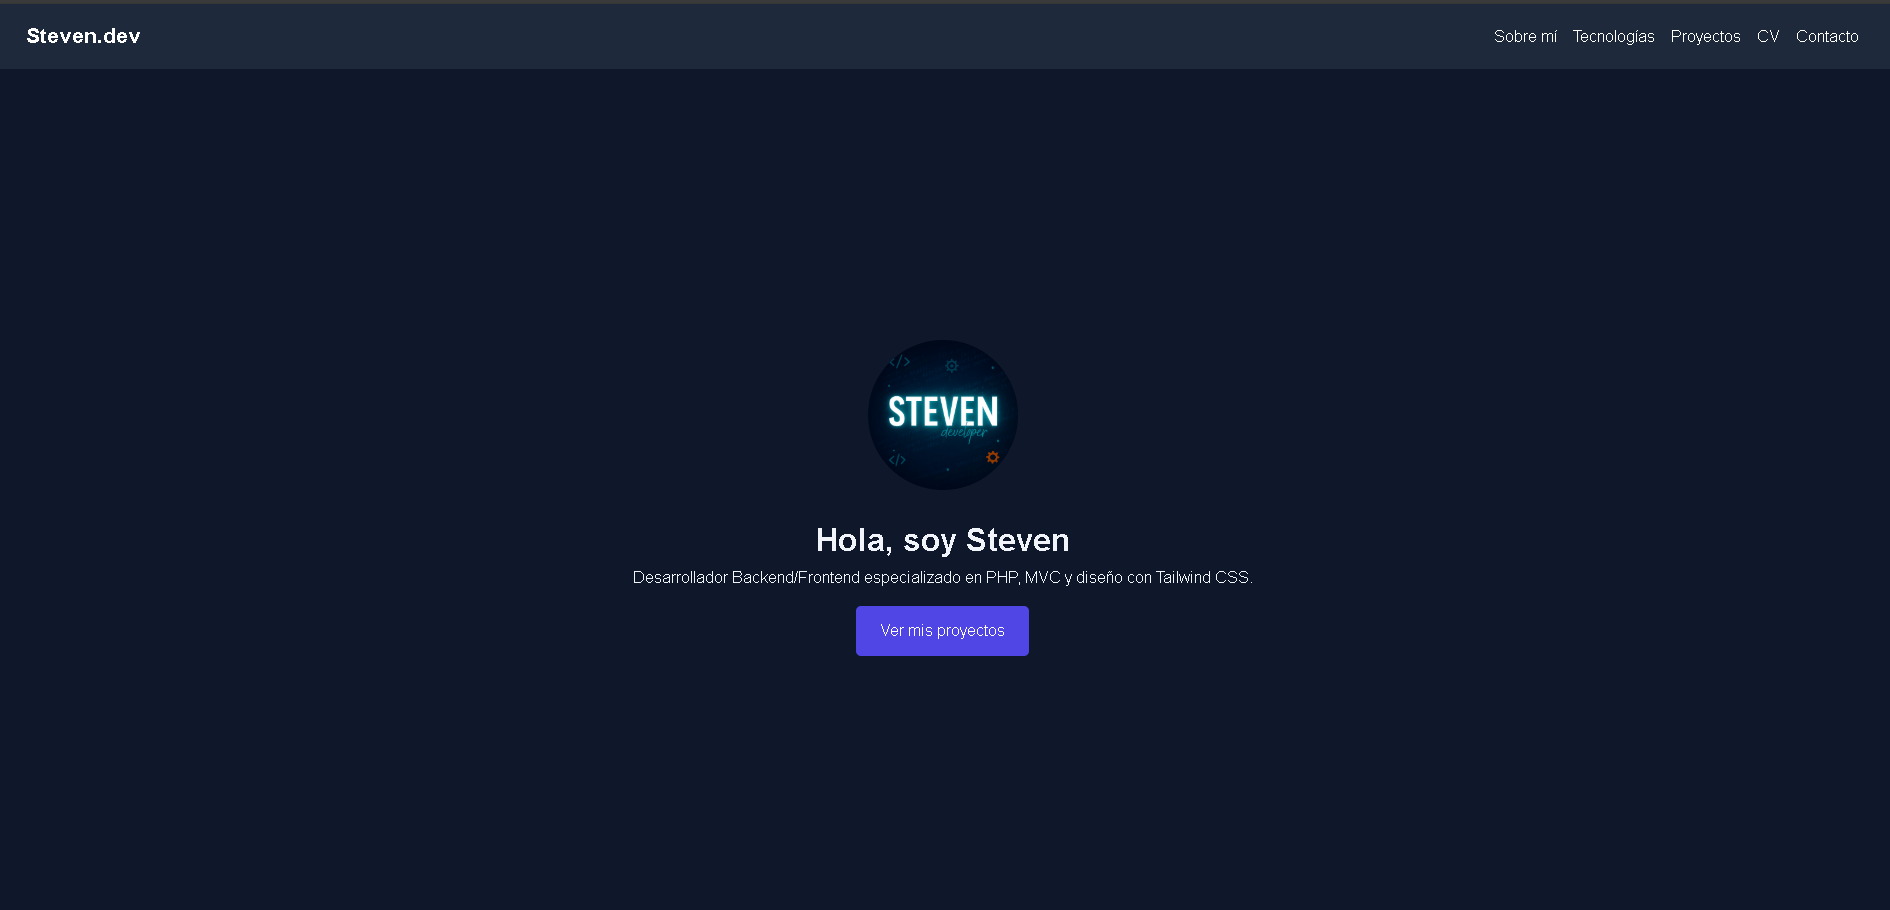 Steven.dev
Sobre mí Tecnologías Proyectos CV Contacto
</>
STEVEN
developer
</>
Hola, soy Steven
Desarrollador Backend/Frontend especializado en PHP, MVC y diseño con Tailwind CSS.
Ver mis proyectos